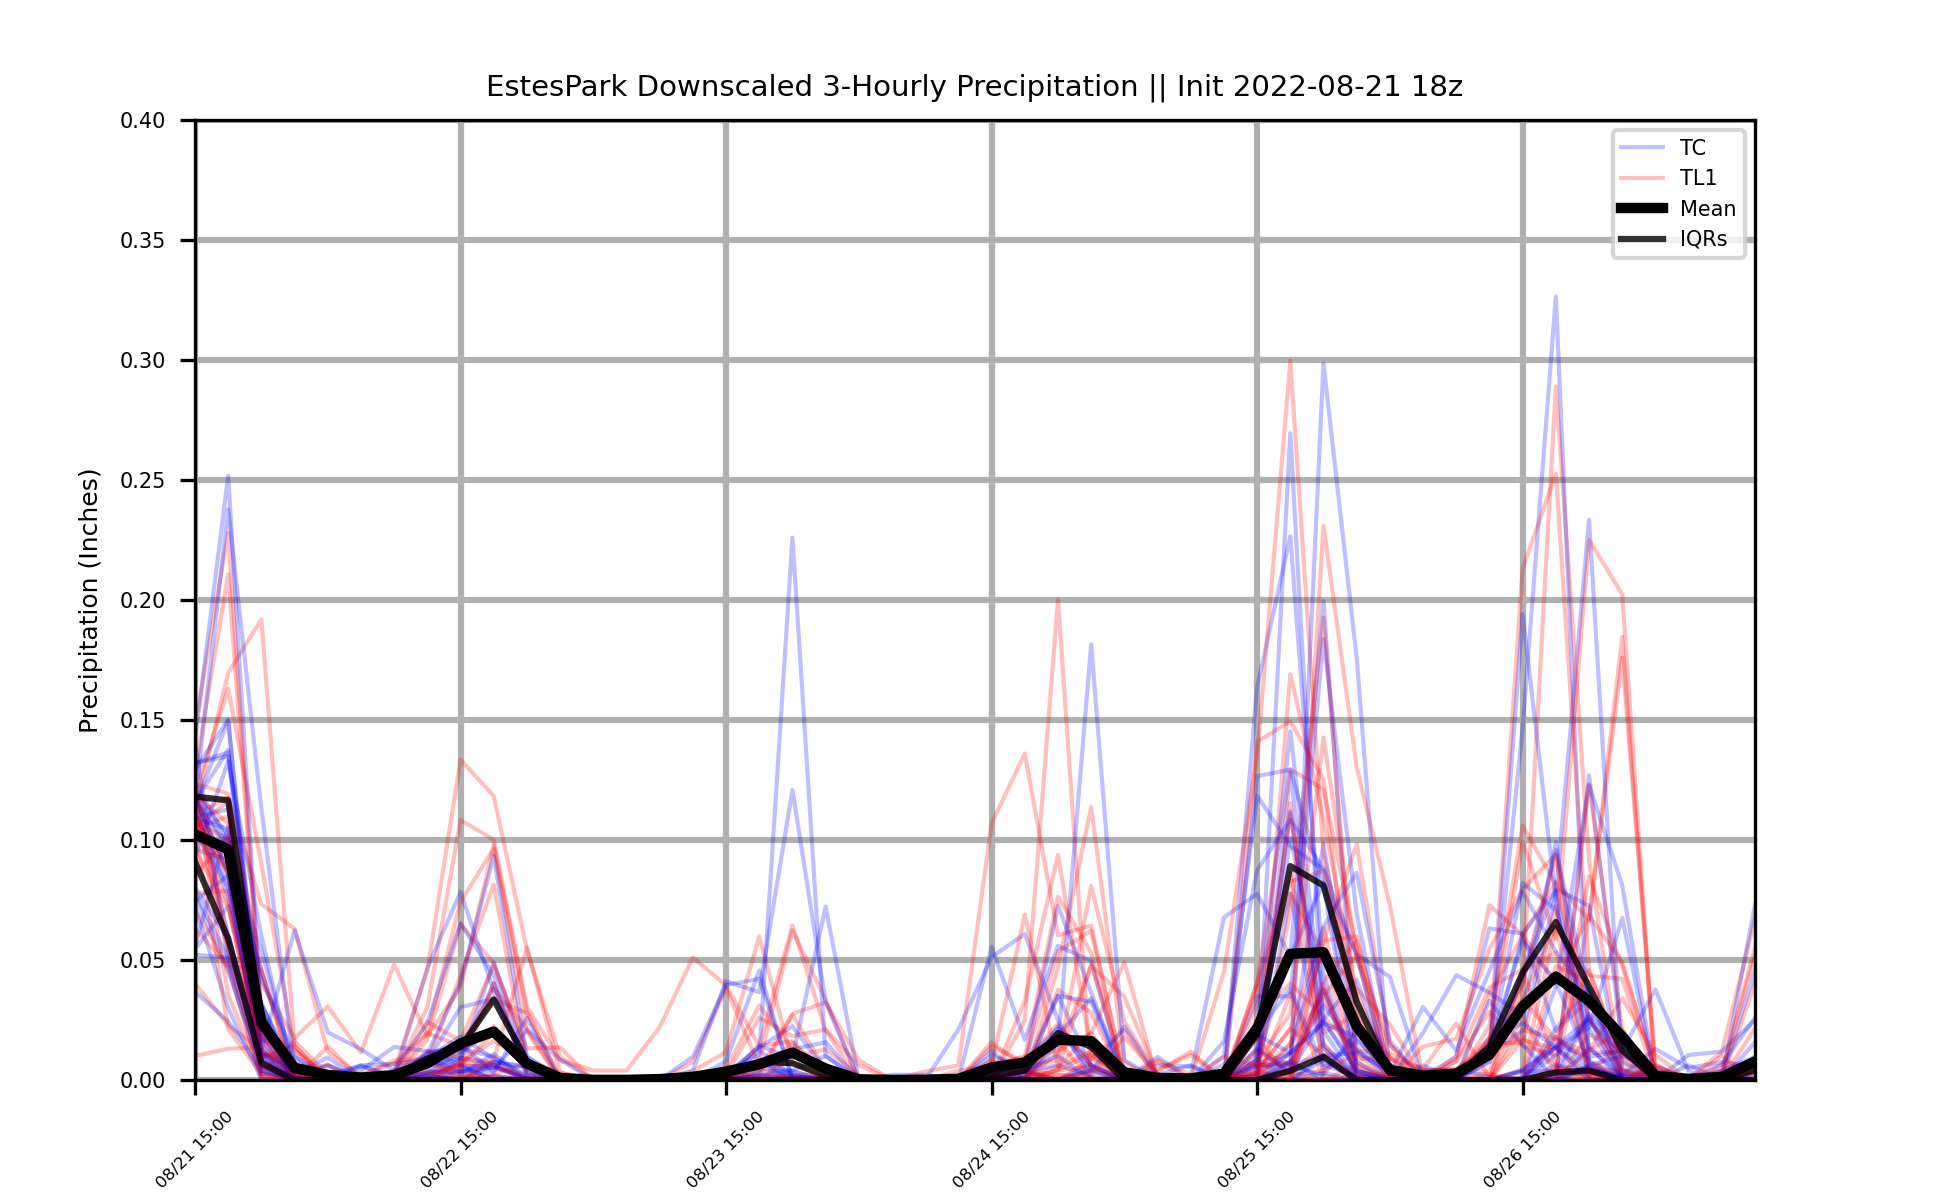 EstesPark Downscaled 3-Hourly Precipitation || Init 2022-08-21 18z
Precipitation (Inches)
0.40
0.35
0.30
0.25
0.20
0.15
0.10
0.05
0.00
TC
TL1
Mean
IQRs
08/21 15:00
08/22 15:00
08/23 15:00
08/24 15:00
08/25 15:00
08/26 15:00